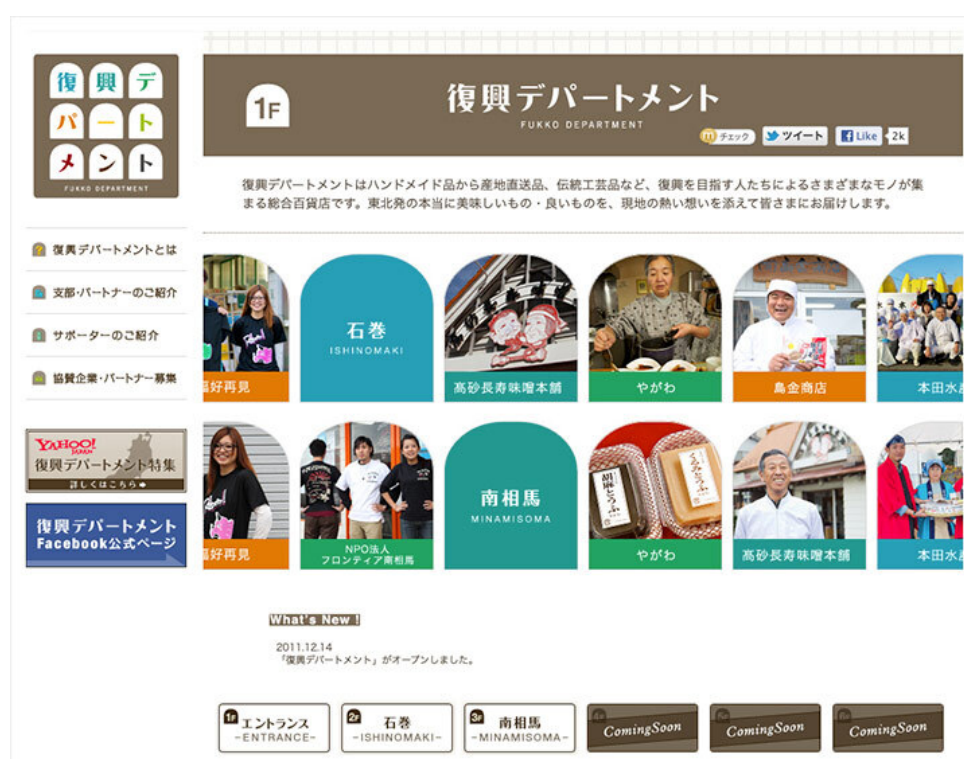 復興デ
パート
メント
FUKKO DEPARTMENT
1F
復興デパートメント
FUKKO DEPARTMENT
チェック
ツイート
Like
2k
復興デパートメントはハンドメイド品から産地直送品、伝統工芸品など、復興を目指す人たちによるさまざまなモノが集
まる総合百貨店です。東北発の本当に美味しいもの・良いものを、現地の熱い想いを添えて皆さまにお届けします。
復興デパートメントとは
支部・パートナーのご紹介
サポーターのご紹介
協賛企業・パートナー募集
YAHOO!
JAPAN
復興デパートメント特集
詳しくはこちら
復興デパートメント
Facebook公式ページ
好再見
石巻
ISHINOMAKI
髙砂長寿味噌本舗
やがわ
島金商店
本田水
好再見
NPO法人
フロンティア南相馬
南相馬
MINAMISOMA
胡麻とうふ
くるみとうふ
やがわ
髙砂長寿味噌本舗
本田水
What's New !
2011.12.14
「復興デパートメント」がオープンしました。
1F エントランス
-ENTRANCE-
2F 石巻
-ISHINOMAKI-
3F 南相馬
-MINAMISOMA-
ComingSoon
ComingSoon
ComingSoon